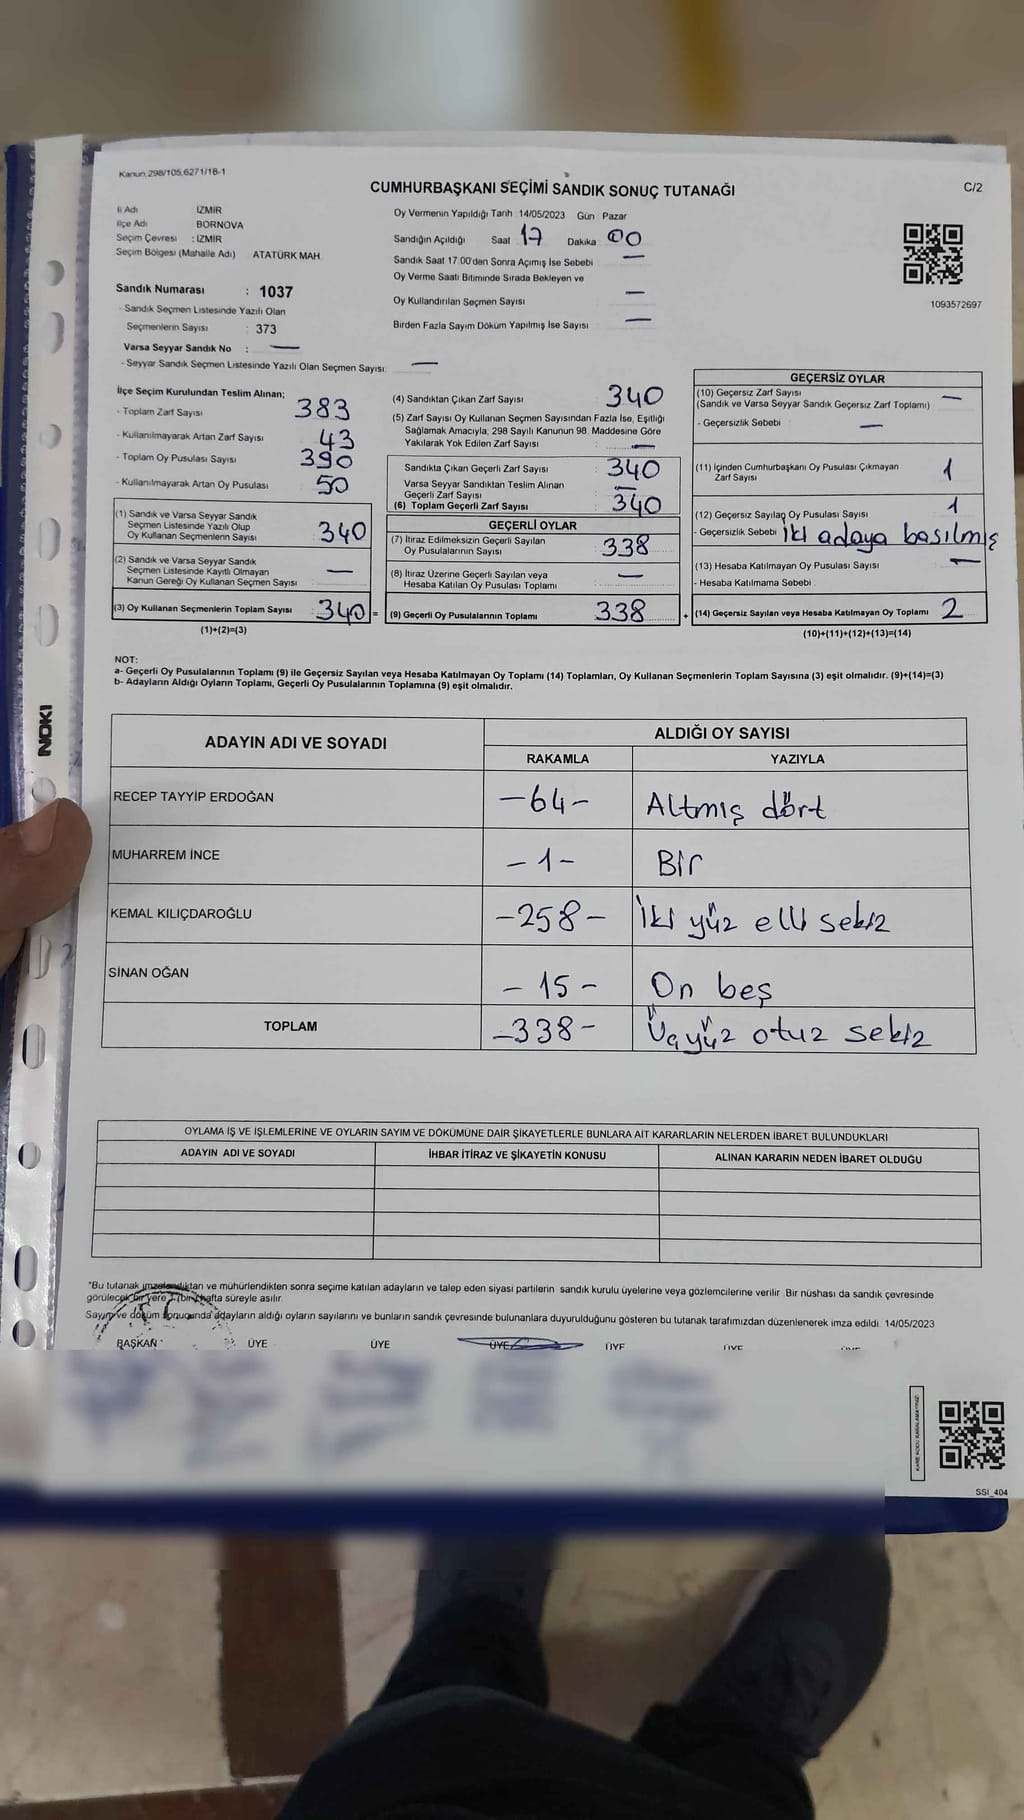 Kanun,298/105,6271/18-1
CUMHURBAŞKANI SEÇİMİ SANDIK SONUÇ TUTANAĞI
C/2
İl Adı İZMİR
İlçe Adı BORNOVA
Seçim Çevresi : İZMİR
Seçim Bölgesi (Mahalle Adı) ATATÜRK MAH.
Sandık Numarası : 1037
- Sandık Seçmen Listesinde Yazılı Olan
Seçmenlerin Sayısı : 373
Varsa Seyyar Sandık No : —
- Seyyar Sandık Seçmen Listesinde Yazılı Olan Seçmen Sayısı: —
Oy Vermenin Yapıldığı Tarih 14/05/2023 Gün Pazar
Sandığın Açıldığı Saat 17 Dakika 00
Sandık Saat 17:00'den Sonra Açımış İse Sebebi —
Oy Verme Saati Bitiminde Sırada Bekleyen ve
Oy Kullandırılan Seçmen Sayısı —
Birden Fazla Sayım Döküm Yapılmış İse Sayısı —
1093572697
İlçe Seçim Kurulundan Teslim Alınan;
- Toplam Zarf Sayısı 383
- Kullanılmayarak Artan Zarf Sayısı 43
- Toplam Oy Pusulası Sayısı 390
- Kullanılmayarak Artan Oy Pusulası 50
(1) Sandık ve Varsa Seyyar Sandık
Seçmen Listesinde Yazılı Olup
Oy Kullanan Seçmenlerin Sayısı 340
(2) Sandık ve Varsa Seyyar Sandık
Seçmen Listesinde Kayıtlı Olmayan
Kanun Gereği Oy Kullanan Seçmen Sayısı —
(3) Oy Kullanan Seçmenlerin Toplam Sayısı 340 =
(1)+(2)=(3)
(4) Sandıktan Çıkan Zarf Sayısı 340
(5) Zarf Sayısı Oy Kullanan Seçmen Sayısından Fazla İse, Eşitliği
Sağlamak Amacıyla; 298 Sayılı Kanunun 98. Maddesine Göre
Yakılarak Yok Edilen Zarf Sayısı : —
Sandıkta Çıkan Geçerli Zarf Sayısı : 340
Varsa Seyyar Sandıktan Teslim Alınan
Geçerli Zarf Sayısı —
(6) Toplam Geçerli Zarf Sayısı 340
GEÇERLİ OYLAR
(7) İtiraz Edilmeksizin Geçerli Sayılan
Oy Pusulalarının Sayısı 338
(8) İtiraz Üzerine Geçerli Sayılan veya
Hesaba Katılan Oy Pusulası Toplamı —
(9) Geçerli Oy Pusulalarının Toplamı 338 +
GEÇERSİZ OYLAR
(10) Geçersiz Zarf Sayısı —
(Sandık ve Varsa Seyyar Sandık Geçersiz Zarf Toplamı)
- Geçersizlik Sebebi —
(11) İçinden Cumhurbaşkanı Oy Pusulası Çıkmayan
Zarf Sayısı 1
(12) Geçersiz Sayılan Oy Pusulası Sayısı 1
- Geçersizlik Sebebi iki adaya basılmış
(13) Hesaba Katılmayan Oy Pusulası Sayısı —
- Hesaba Katılmama Sebebi
(14) Geçersiz Sayılan veya Hesaba Katılmayan Oy Toplamı 2
(10)+(11)+(12)+(13)=(14)
NOT:
a- Geçerli Oy Pusulalarının Toplamı (9) ile Geçersiz Sayılan veya Hesaba Katılmayan Oy Toplamı (14) Toplamları, Oy Kullanan Seçmenlerin Toplam Sayısına (3) eşit olmalıdır. (9)+(14)=(3)
b- Adayların Aldığı Oyların Toplamı, Geçerli Oy Pusulalarının Toplamına (9) eşit olmalıdır.
ADAYIN ADI VE SOYADI
ALDIĞI OY SAYISI
RAKAMLA YAZIYLA
RECEP TAYYİP ERDOĞAN -64- Altmış dört
MUHARREM İNCE -1- Bir
KEMAL KILIÇDAROĞLU -258- İki yüz elli sekiz
SİNAN OĞAN -15- On beş
TOPLAM -338- Üçyüz otuz sekiz
OYLAMA İŞ VE İŞLEMLERİNE VE OYLARIN SAYIM VE DÖKÜMÜNE DAİR ŞİKAYETLERLE BUNLARA AİT KARARLARIN NELERDEN İBARET BULUNDUKLARI
ADAYIN ADI VE SOYADI İHBAR İTİRAZ VE ŞİKAYETİN KONUSU ALINAN KARARIN NEDEN İBARET OLDUĞU
"Bu tutanak imzalandıktan ve mühürlendikten sonra seçime katılan adayların ve talep eden siyasi partilerin sandık kurulu üyelerine veya gözlemcilerine verilir. Bir nüshası da sandık çevresinde
görülecek bir yere 1 (bir) hafta süreyle asılır.
Sayım ve döküm sonucunda adayların aldığı oyların sayılarını ve bunların sandık çevresinde bulunanlara duyurulduğunu gösteren bu tutanak tarafımızdan düzenlenerek imza edildi. 14/05/2023
BAŞKAN ÜYE ÜYE ÜYE ÜYE ÜYE
NOKI
SSİ_404